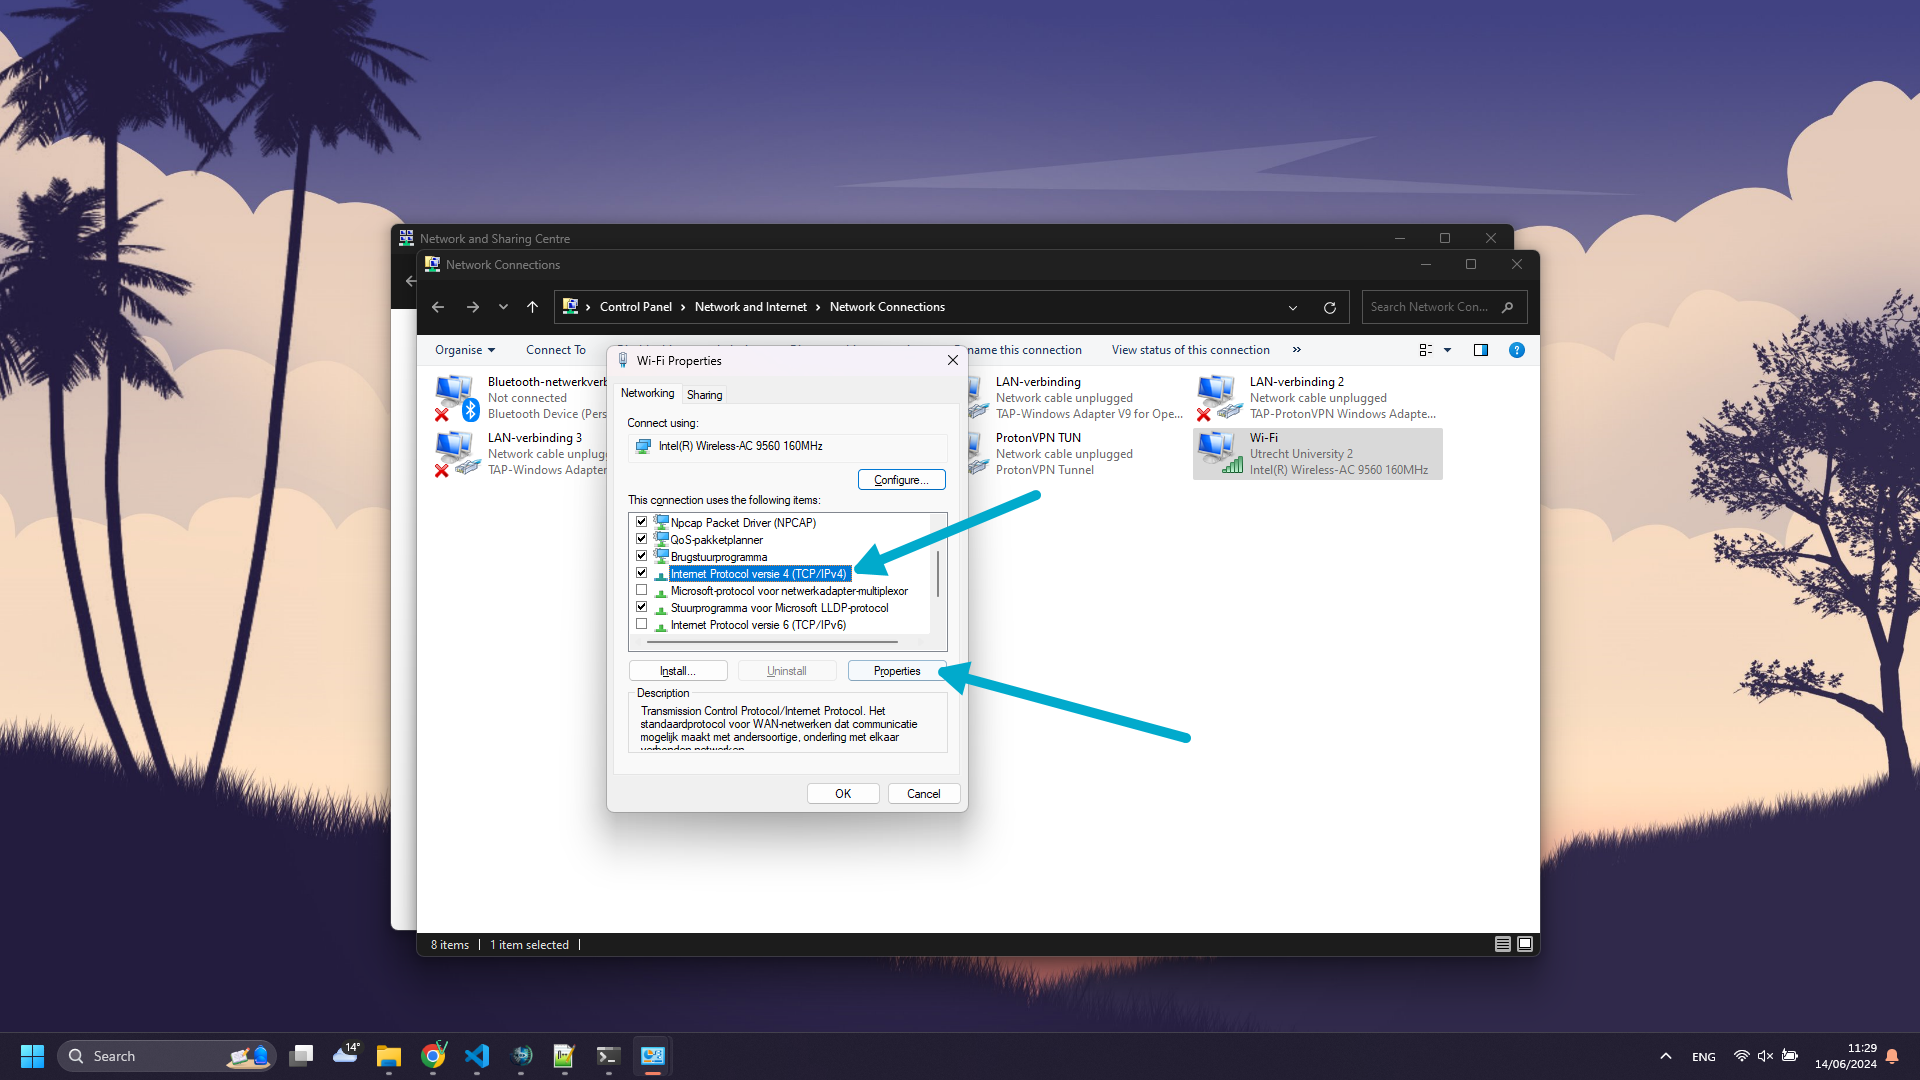 Network and Sharing Centre
Network Connections
Control Panel > Network and Internet > Network Connections
Search Network Con...
Organise
Connect To
name this connection
View status of this connection
»
Wi-Fi Properties
Networking
Sharing
Connect using:
Intel(R) Wireless-AC 9560 160MHz
Configure...
This connection uses the following items:
Npcap Packet Driver (NPCAP)
QoS-pakketplanner
Brugstuurprogramma
Internet Protocol versie 4 (TCP/IPv4)
Microsoft-protocol voor netwerkadapter-multiplexor
Stuurprogramma voor Microsoft LLDP-protocol
Internet Protocol versie 6 (TCP/IPv6)
Install...
Uninstall
Properties
Description
Transmission Control Protocol/Internet Protocol. Het
standaardprotocol voor WAN-netwerken dat communicatie
mogelijk maakt met andersoortige, onderling met elkaar
verbonden netwerken.
OK
Cancel
Bluetooth-netwerkverb
Not connected
Bluetooth Device (Pers
LAN-verbinding
Network cable unplugged
TAP-Windows Adapter V9 for Ope...
LAN-verbinding 2
Network cable unplugged
TAP-ProtonVPN Windows Adapte...
LAN-verbinding 3
Network cable unplugg
TAP-Windows Adapter
ProtonVPN TUN
Network cable unplugged
ProtonVPN Tunnel
Wi-Fi
Utrecht University 2
Intel(R) Wireless-AC 9560 160MHz
8 items
1 item selected
Search
14°
ENG
11:29
14/06/2024